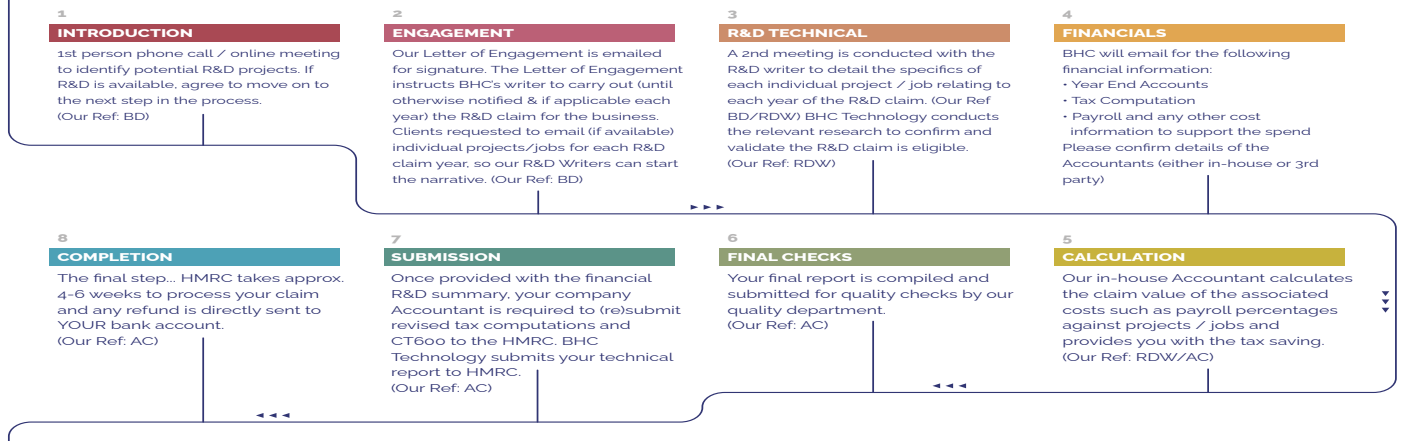 1
INTRODUCTION
1st person phone call / online meeting
to identify potential R&D projects. If
R&D is available, agree to move on to
the next step in the process.
(Our Ref: BD)
2
ENGAGEMENT
Our Letter of Engagement is emailed
for signature. The Letter of Engagement
instructs BHC's writer to carry out (until
otherwise notified & if applicable each
year) the R&D claim for the business.
Clients requested to email (if available)
individual projects/jobs for each R&D
claim year, so our R&D Writers can start
the narrative. (Our Ref: BD)
3
R&D TECHNICAL
A 2nd meeting is conducted with the
R&D writer to detail the specifics of
each individual project / job relating to
each year of the R&D claim. (Our Ref
BD/RDW) BHC Technology conducts
the relevant research to confirm and
validate the R&D claim is eligible.
(Our Ref: RDW)
4
FINANCIALS
BHC will email for the following
financial information:
• Year End Accounts
• Tax Computation
• Payroll and any other cost
information to support the spend
Please confirm details of the
Accountants (either in-house or 3rd
party)
5
CALCULATION
Our in-house Accountant calculates
the claim value of the associated
costs such as payroll percentages
against projects / jobs and
provides you with the tax saving.
(Our Ref: RDW/AC)
6
FINAL CHECKS
Your final report is compiled and
submitted for quality checks by our
quality department.
(Our Ref: AC)
7
SUBMISSION
Once provided with the financial
R&D summary, your company
Accountant is required to (re)submit
revised tax computations and
CT600 to the HMRC. BHC
Technology submits your technical
report to HMRC.
(Our Ref: AC)
8
COMPLETION
The final step... HMRC takes approx.
4-6 weeks to process your claim
and any refund is directly sent to
YOUR bank account.
(Our Ref: AC)